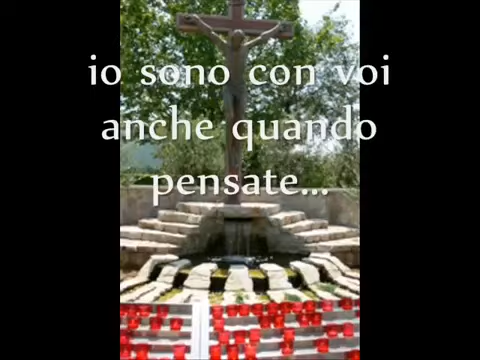 io sono con voi
anche quando
pensate...